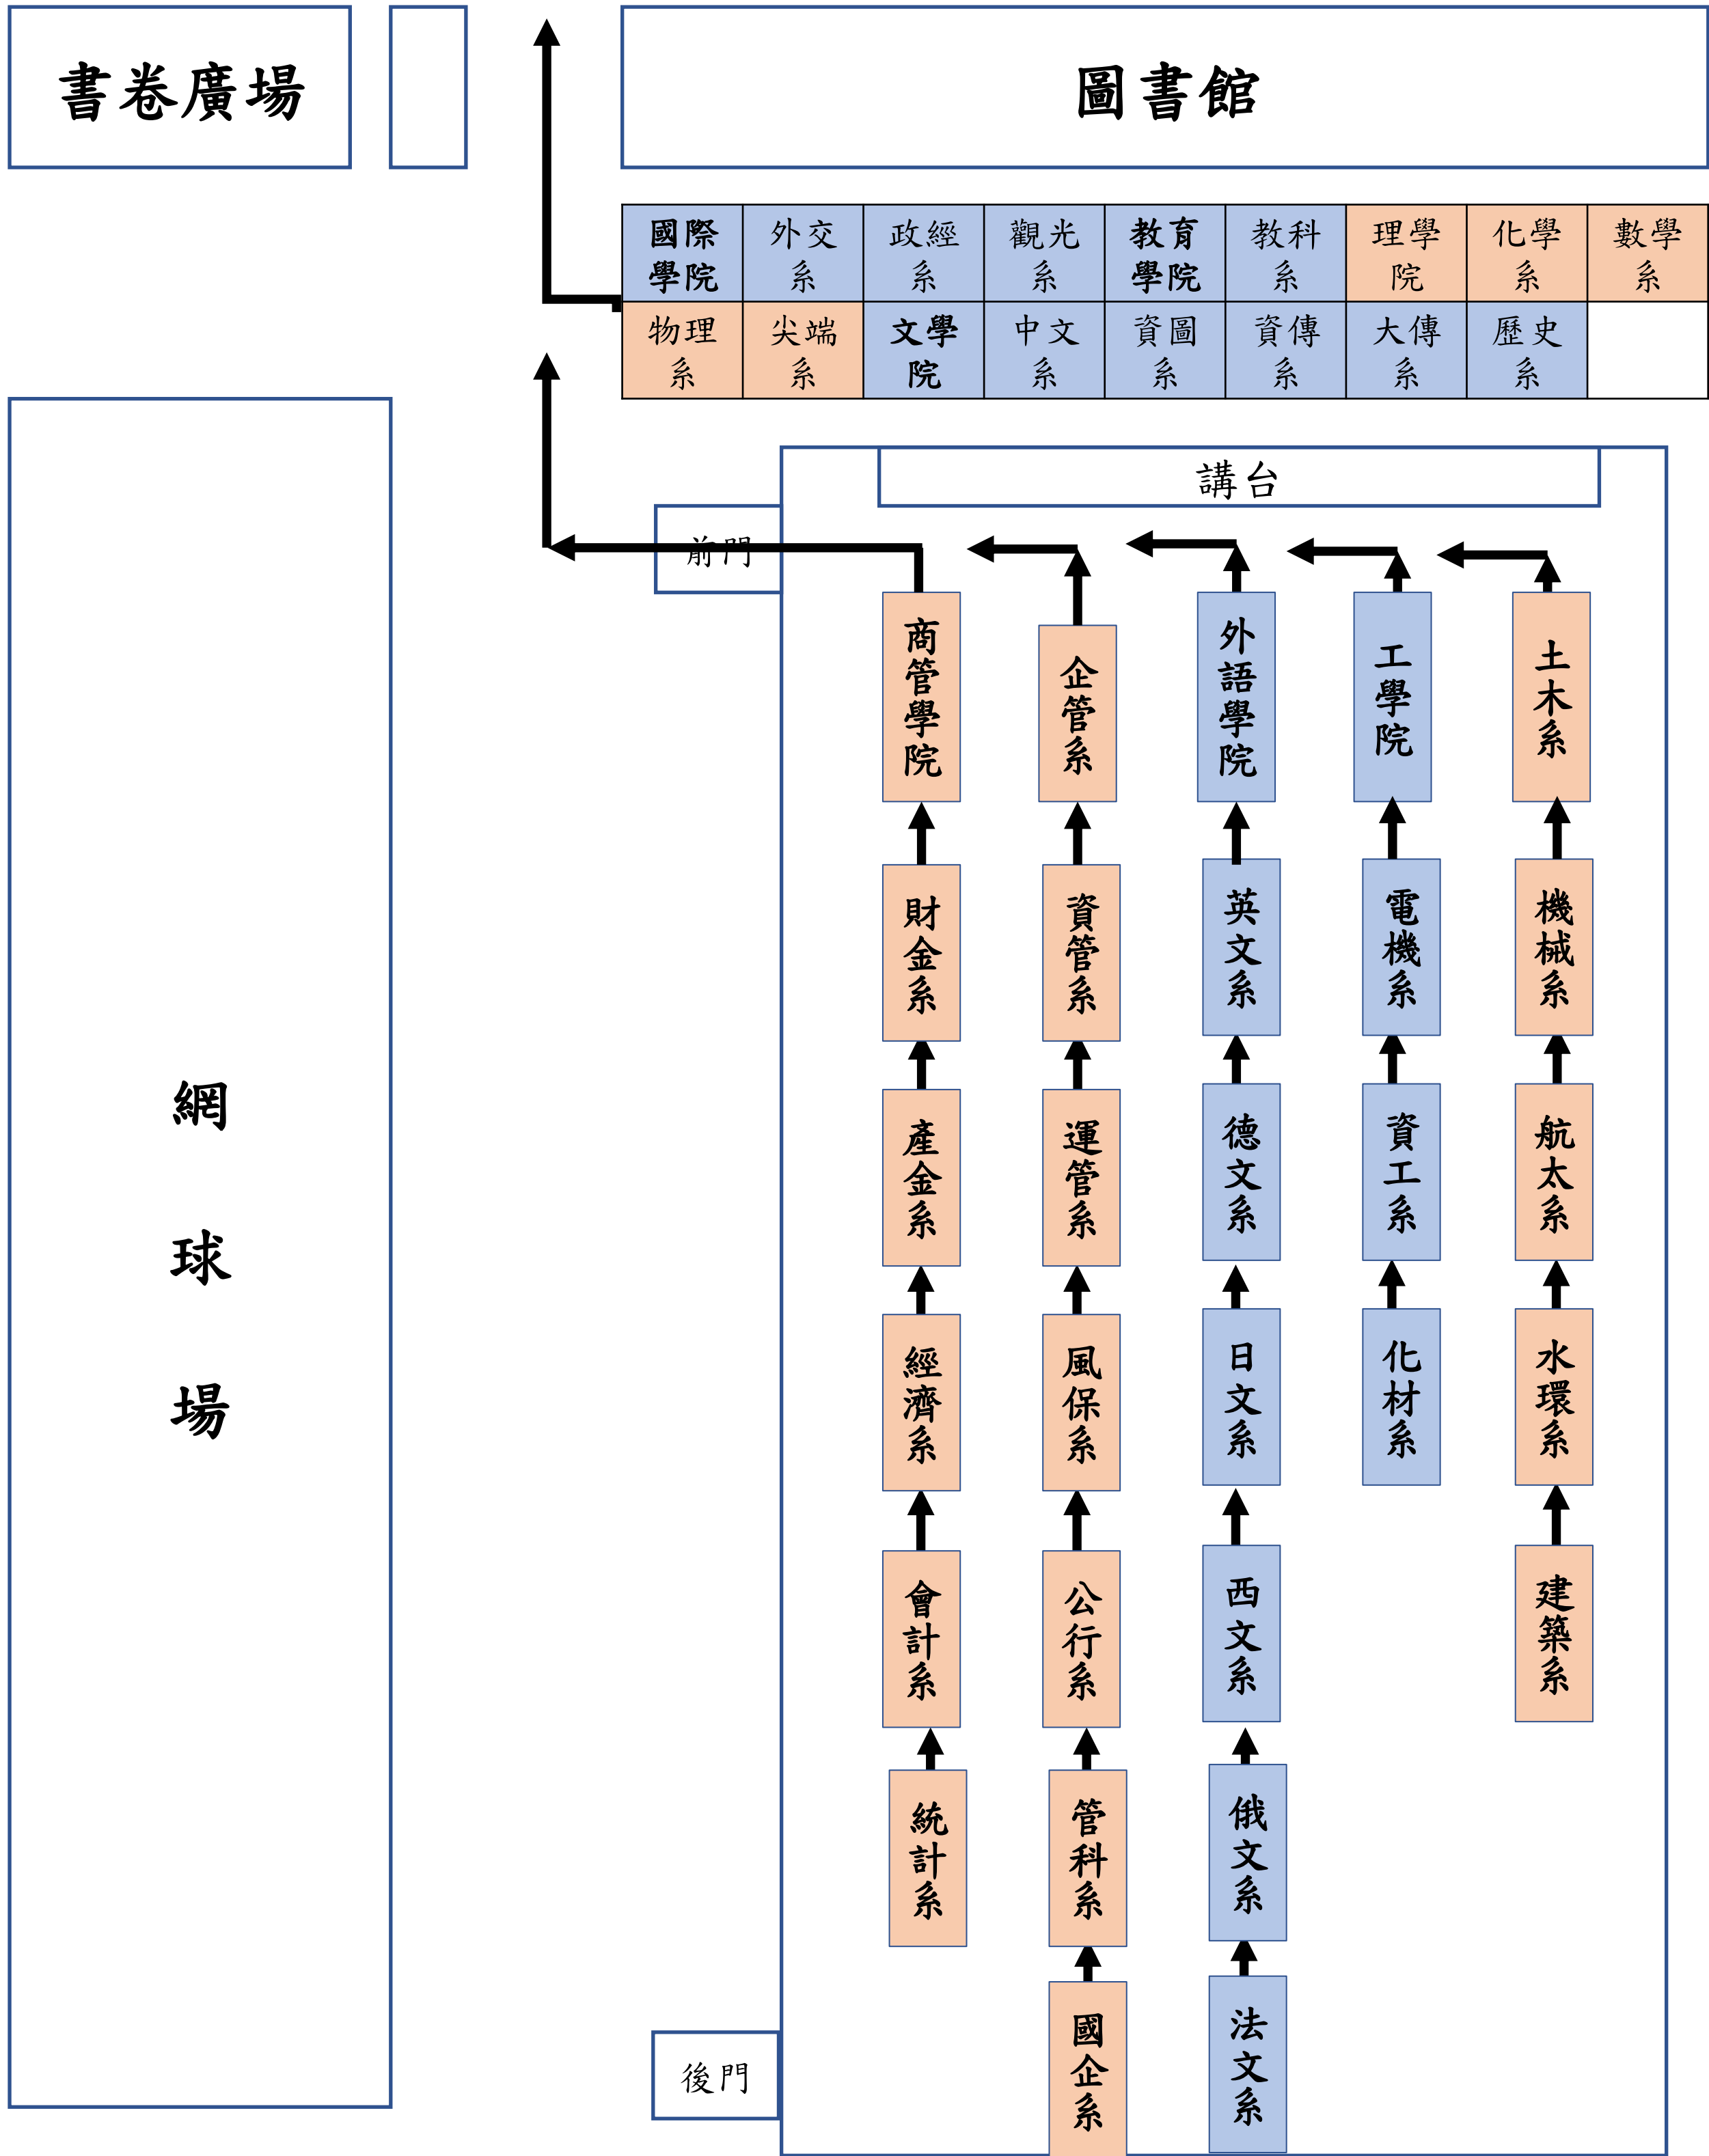 書卷廣場
圖書館
國際
學院
外交
系
政經
系
觀光
系
教育
學院
教科
系
理學
院
化學
系
數學
系
物理
系
尖端
系
文學
院
中文
系
資圖
系
資傳
系
大傳
系
歷史
系
講台
前門
商管學院
企管系
外語學院
工學院
土木系
財金系
資管系
英文系
電機系
機械系
產金系
運管系
德文系
資工系
航太系
經濟系
風保系
日文系
化材系
水環系
會計系
公行系
西文系
建築系
統計系
管科系
俄文系
國企系
法文系
後門
網球場